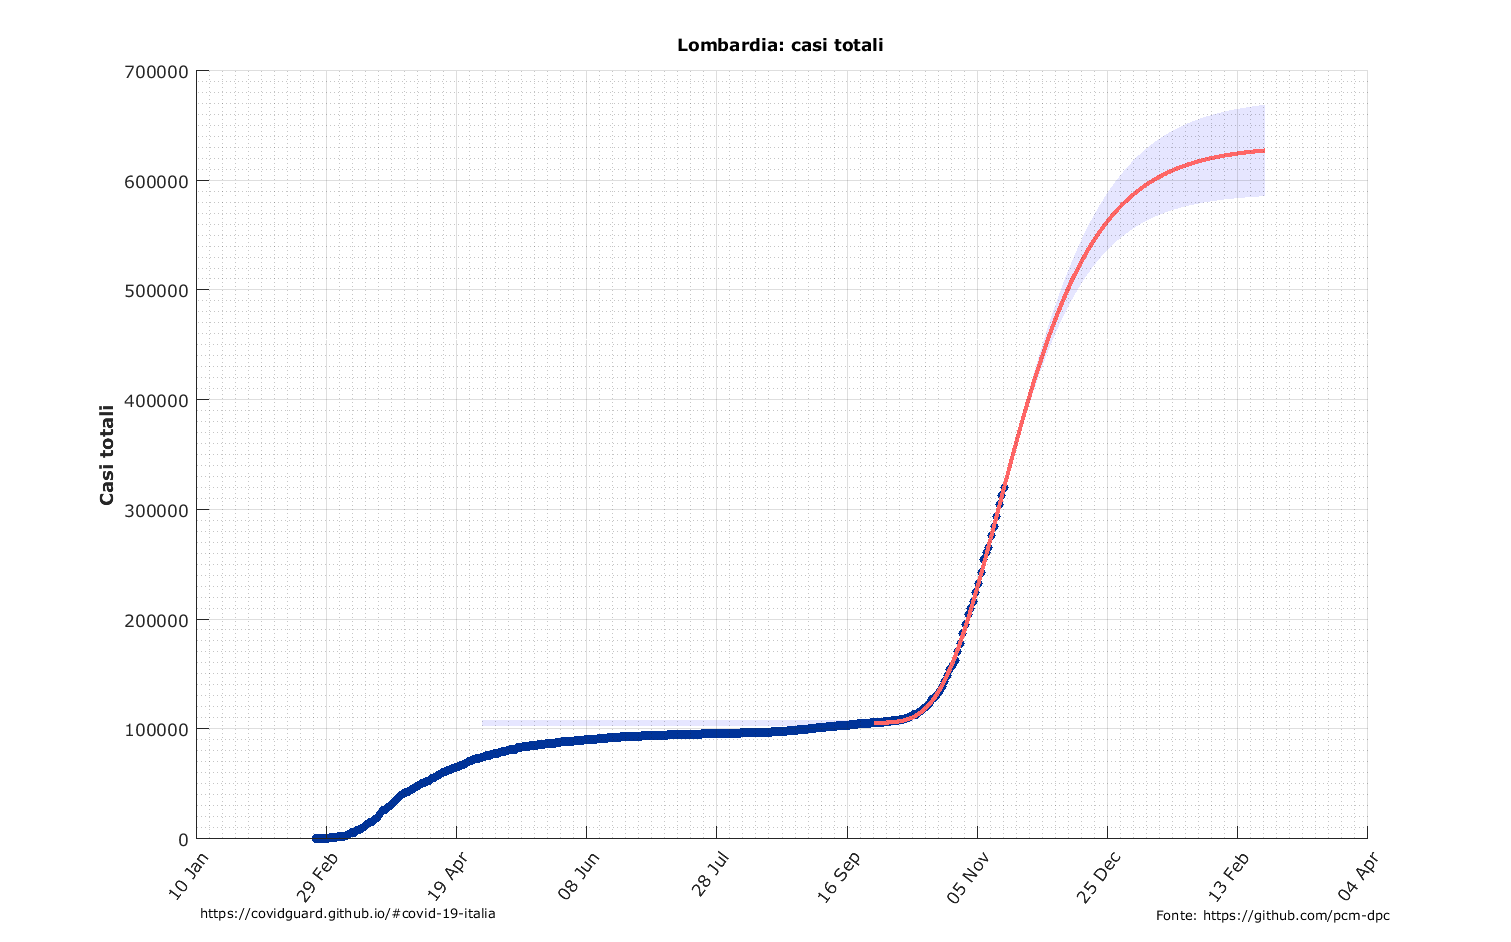 Lombardia: casi totali
700000
600000
500000
400000
300000
200000
100000
0
Casi totali
10 Jan
29 Feb
19 Apr
08 Jun
28 Jul
16 Sep
05 Nov
25 Dec
13 Feb
04 Apr
https://covidguard.github.io/#covid-19-italia
Fonte: https://github.com/pcm-dpc